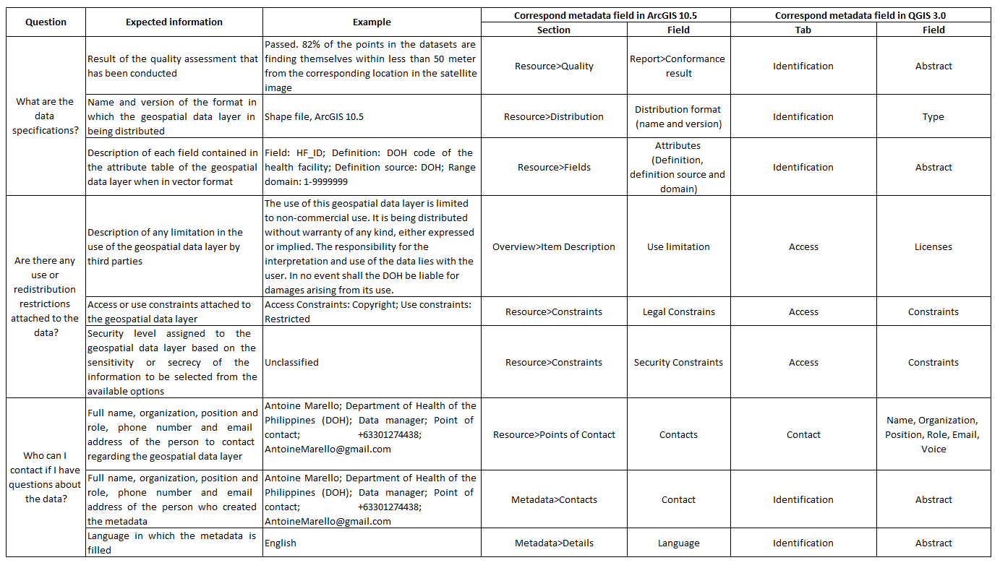 Question
Expected information
Example
Correspond metadata field in ArcGIS 10.5
Correspond metadata field in QGIS 3.0
Section
Field
Tab
Field
What are the
data
specifications?
Result of the quality assessment that
has been conducted
Passed. 82% of the points in the datasets are
finding themselves within less than 50 meter
from the corresponding location in the satellite
image
Resource>Quality
Report>Conformance
result
Identification
Abstract
Name and version of the format in
which the geospatial data layer in
being distributed
Shape file, ArcGIS 10.5
Resource>Distribution
Distribution format
(name and version)
Identification
Type
Description of each field contained in
the attribute table of the geospatial
data layer when in vector format
Field: HF_ID; Definition: DOH code of the
health facility; Definition source: DOH; Range
domain: 1-9999999
Resource>Fields
Attributes
(Definition,
definition source and
domain)
Identification
Abstract
Are there any
use or
redistribution
restrictions
attached to the
data?
Description of any limitation in the
use of the geospatial data layer by
third parties
The use of this geospatial data layer is limited
to non-commercial use. It is being distributed
without warranty of any kind, either expressed
or implied. The responsibility for the
interpretation and use of the data lies with the
user. In no event shall the DOH be liable for
damages arising from its use.
Overview>Item Description
Use limitation
Access
Licenses
Access or use constraints attached to
the geospatial data layer
Access Constraints: Copyright; Use constraints:
Restricted
Resource>Constraints
Legal Constrains
Access
Constraints
Security level assigned to the
geospatial data layer based on the
sensitivity or secrecy of the
information to be selected from the
available options
Unclassified
Resource>Constraints
Security Constraints
Access
Constraints
Who can I
contact if I have
questions about
the data?
Full name, organization, position and
role, phone number and email
address of the person to contact
regarding the geospatial data layer
Antoine Marello; Department of Health of the
Philippines (DOH); Data manager; Point of
contact; +63301274438;
AntoineMarello@gmail.com
Resource>Points of Contact
Contacts
Contact
Name, Organization,
Position, Role, Email,
Voice
Full name, organization, position and
role, phone number and email
address of the person who created
the metadata
Antoine Marello; Department of Health of the
Philippines (DOH); Data manager; Point of
contact; +63301274438;
AntoineMarello@gmail.com
Metadata>Contacts
Contact
Identification
Abstract
Language in which the metadata is
filled
English
Metadata>Details
Language
Identification
Abstract